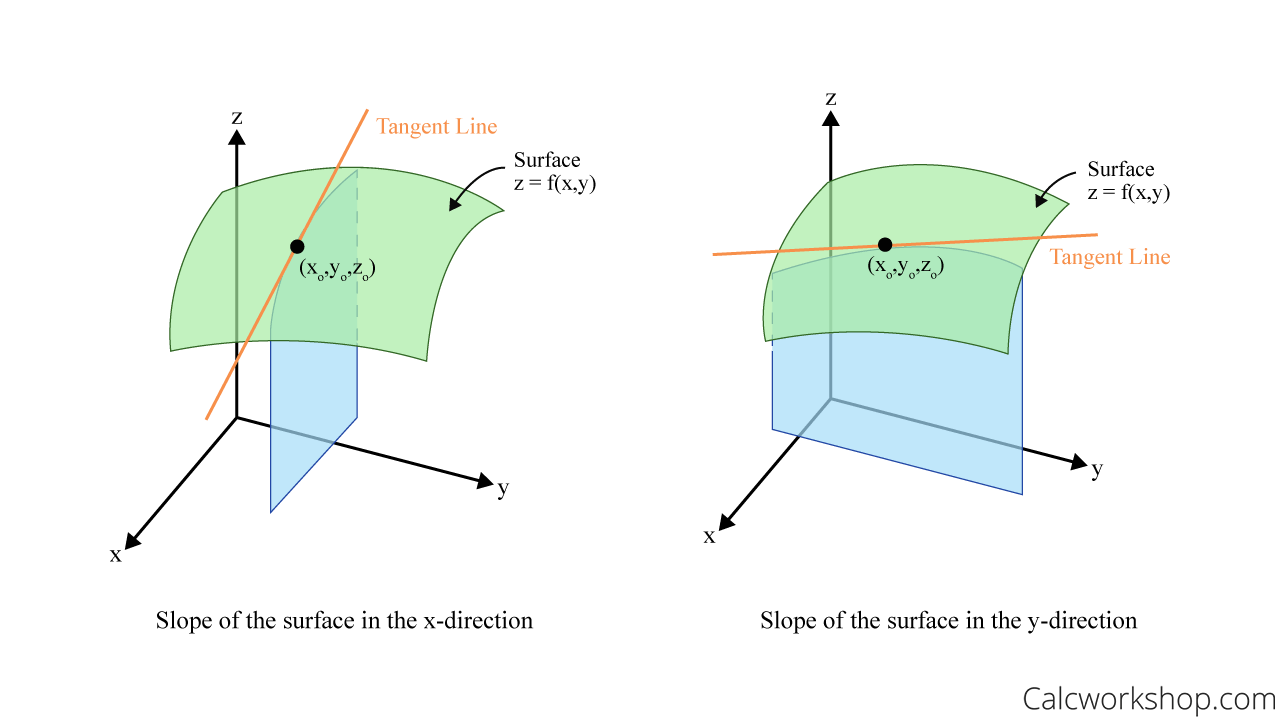 z
Tangent Line
Surface
z = f(x,y)
(xₒ,yₒ,zₒ)
y
x
Slope of the surface in the x-direction
z
Surface
z = f(x,y)
Tangent Line
(xₒ,yₒ,zₒ)
y
x
Slope of the surface in the y-direction
Calcworkshop.com